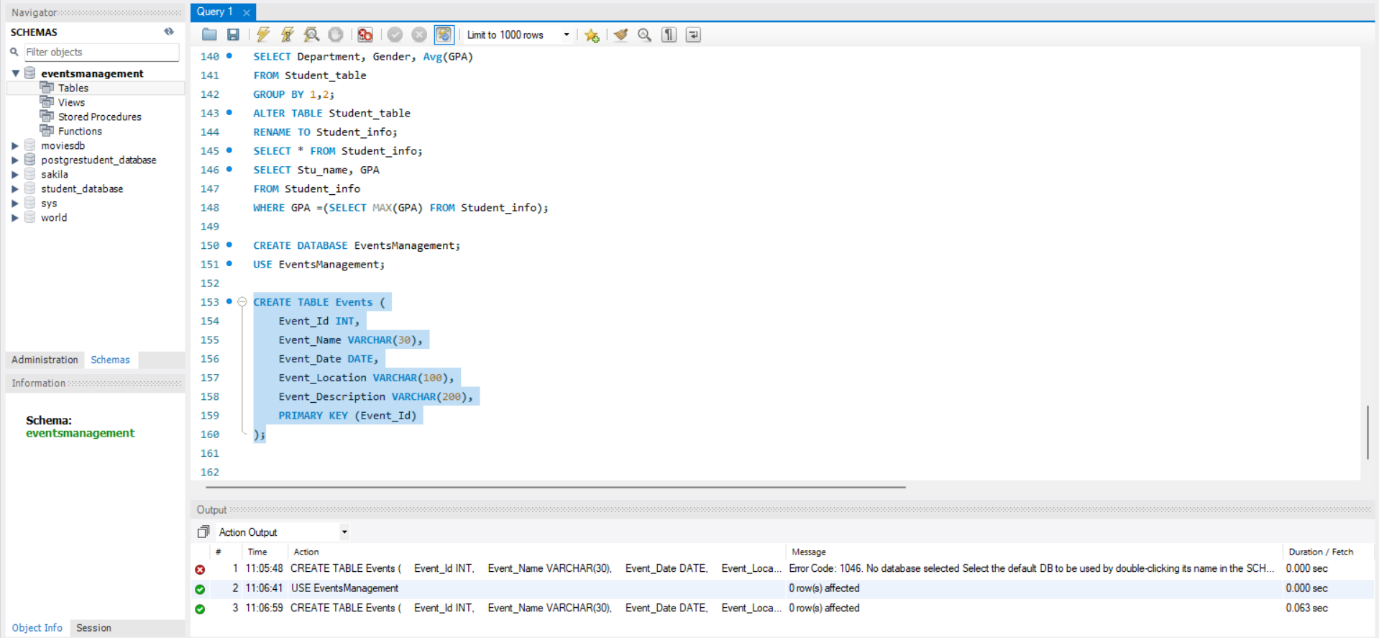 Navigator
SCHEMAS
Filter objects
eventsmanagement
Tables
Views
Stored Procedures
Functions
moviesdb
postgrestudent_database
sakila
student_database
sys
world
Administration Schemas
Information
Schema:
eventsmanagement
Object Info Session
Query 1
Limit to 1000 rows
140 SELECT Department, Gender, Avg(GPA)
141 FROM Student_table
142 GROUP BY 1,2;
143 ALTER TABLE Student_table
144 RENAME TO Student_info;
145 SELECT * FROM Student_info;
146 SELECT Stu_name, GPA
147 FROM Student_info
148 WHERE GPA =(SELECT MAX(GPA) FROM Student_info);
149
150 CREATE DATABASE EventsManagement;
151 USE EventsManagement;
152
153 CREATE TABLE Events (
154 Event_Id INT,
155 Event_Name VARCHAR(30),
156 Event_Date DATE,
157 Event_Location VARCHAR(100),
158 Event_Description VARCHAR(200),
159 PRIMARY KEY (Event_Id)
160 );
161
162
Output
Action Output
# Time Action Message Duration / Fetch
1 11:05:48 CREATE TABLE Events ( Event_Id INT, Event_Name VARCHAR(30), Event_Date DATE, Event_Loca... Error Code: 1046. No database selected Select the default DB to be used by double-clicking its name in the SCH... 0.000 sec
2 11:06:41 USE EventsManagement 0 row(s) affected 0.000 sec
3 11:06:59 CREATE TABLE Events ( Event_Id INT, Event_Name VARCHAR(30), Event_Date DATE, Event_Loca... 0 row(s) affected 0.063 sec